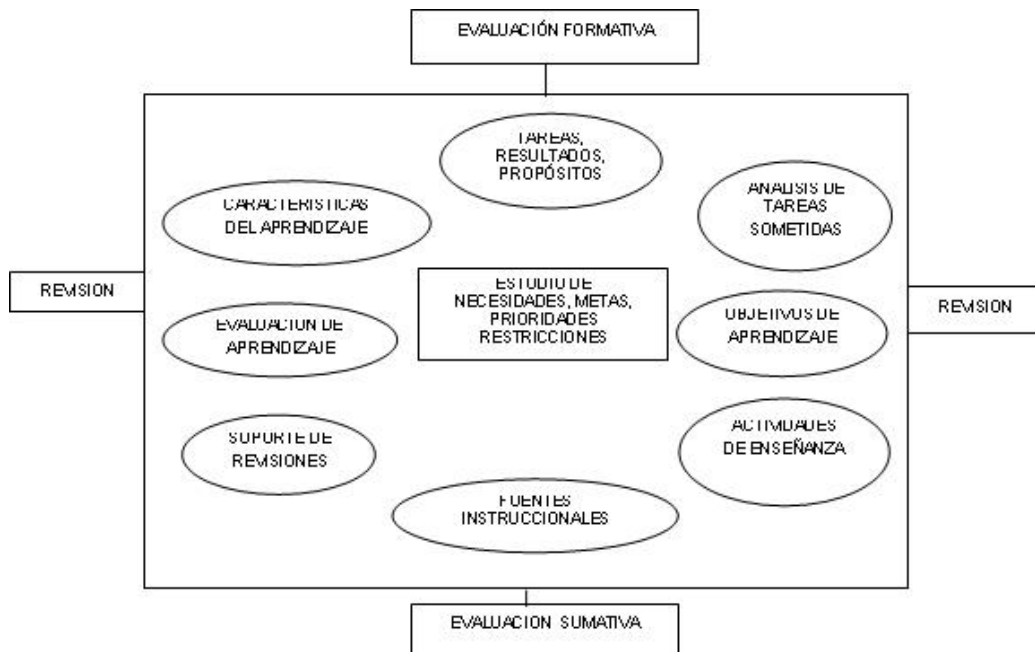 EVALUACIÓN FORMATIVA
TAREAS,
RESULTADOS,
PROPÓSITOS
CARACTERISTICAS
DEL APRENDIZAJE
ANALISIS DE
TAREAS
SOMETIDAS
REVISION
ESTUDIO DE
NECESIDADES, METAS,
PRIORIDADES
RESTRICCIONES
EVALUACION DE
APRENDIZAJE
OBJETIVOS DE
APRENDIZAJE
REVISION
SUPORTE DE
REVISIONES
ACTIVIDADES
DE ENSEÑANZA
FUENTES
INSTRUCCIONALES
EVALUACION SUMATIVA